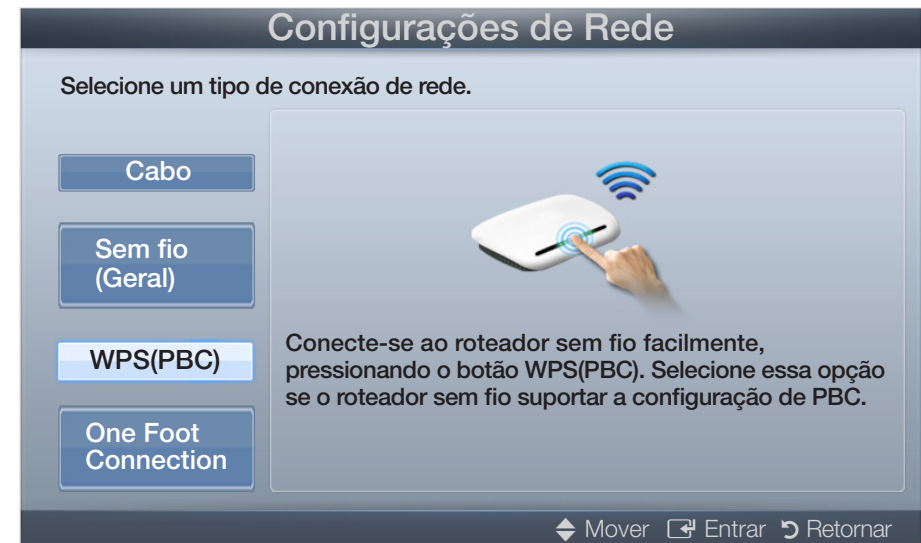 Configurações de Rede
Selecione um tipo de conexão de rede.
Cabo
Sem fio
(Geral)
WPS(PBC)
One Foot
Connection
Conecte-se ao roteador sem fio facilmente,
pressionando o botão WPS(PBC). Selecione essa opção
se o roteador sem fio suportar a configuração de PBC.
Mover Entrar Retornar